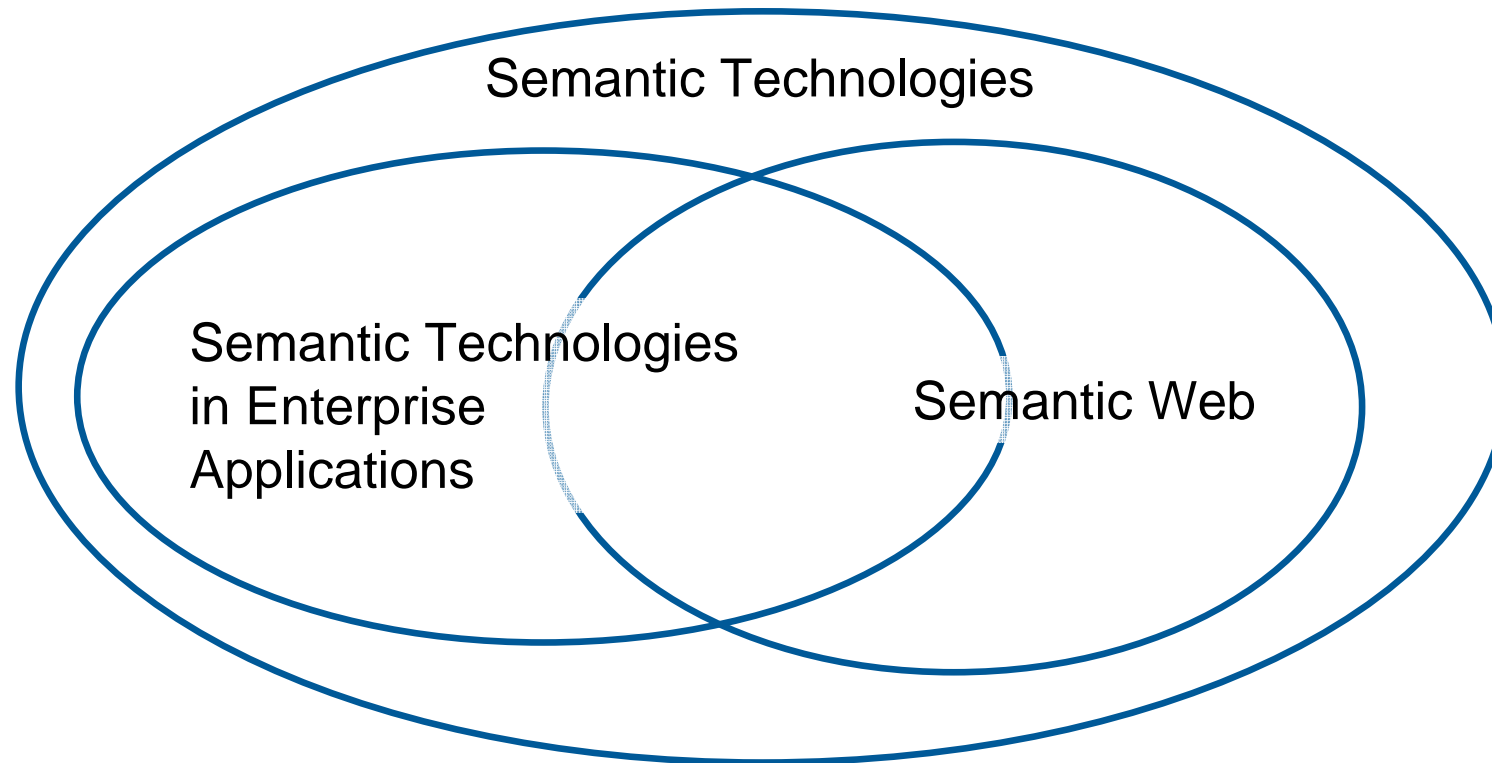 Semantic Technologies
Semantic Technologies
in Enterprise
Applications
Semantic Web